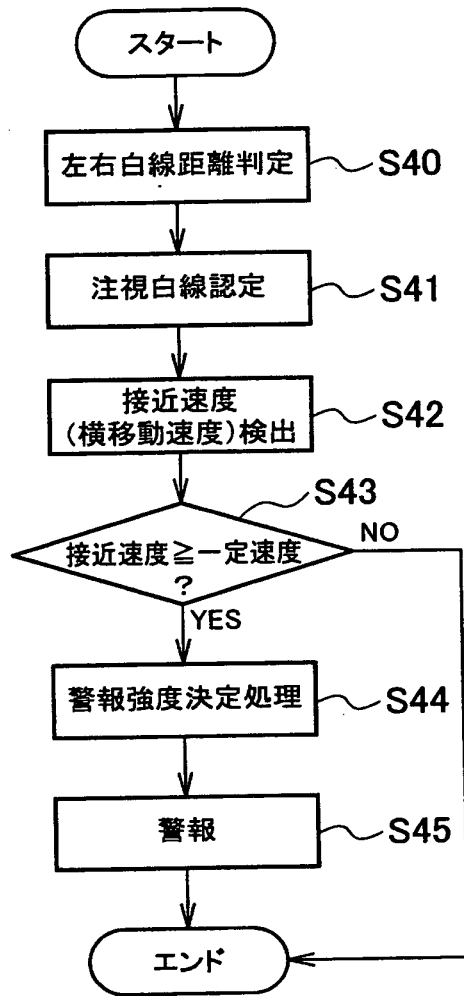 スタート
左右白線距離判定
S40
注視白線認定
S41
接近速度
(横移動速度)検出
S42
S43
接近速度≧一定速度
?
NO
YES
警報強度決定処理
S44
警報
S45
エンド